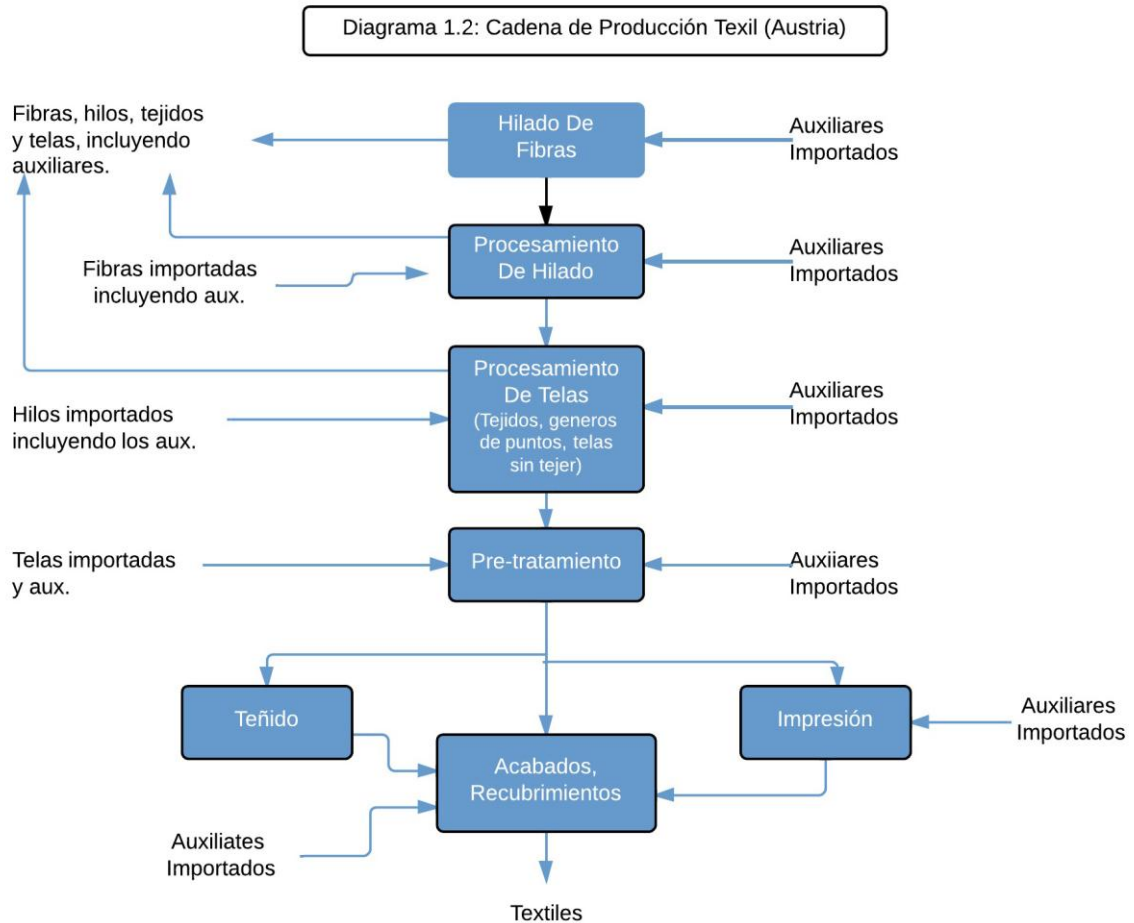 Diagrama 1.2: Cadena de Producción Texil (Austria)
Fibras, hilos, tejidos
y telas, incluyendo
auxiliares.
Hilado De
Fibras
Auxiliares
Importados
Procesamiento
De Hilado
Auxiliares
Importados
Fibras importadas
incluyendo aux.
Procesamiento
De Telas
(Tejidos, generos
de puntos, telas
sin tejer)
Auxiliares
Importados
Hilos importados
incluyendo los aux.
Telas importadas
y aux.
Pre-tratamiento
Auxiiares
Importados
Teñido
Impresión
Auxiliares
Importados
Acabados,
Recubrimientos
Auxiliates
Importados
Textiles